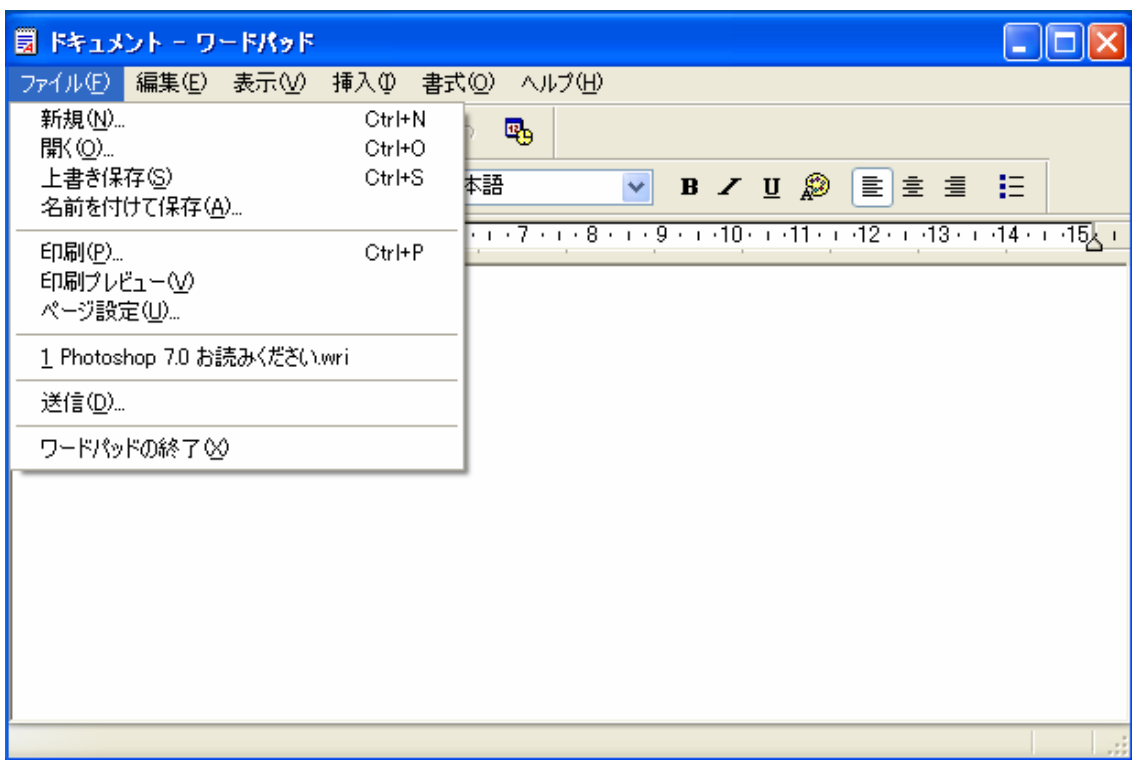 ドキュメント - ワードパッド
ファイル(F) 編集(E) 表示(V) 挿入(I) 書式(O) ヘルプ(H)
新規(N)... Ctrl+N
開く(O)... Ctrl+O
上書き保存(S) Ctrl+S
名前を付けて保存(A)...
本語 B I U
7 8 9 10 11 12 13 14 15
印刷(P)... Ctrl+P
印刷プレビュー(V)
ページ設定(U)...
1 Photoshop 7.0 お読みください.wri
送信(D)...
ワードパッドの終了(X)